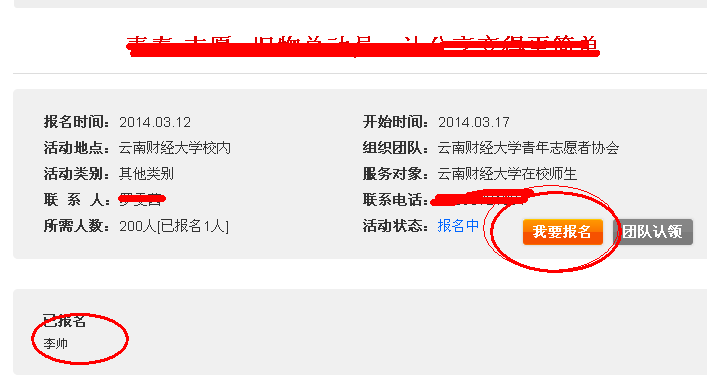 报名时间：2014.03.12
开始时间：2014.03.17
活动地点：云南财经大学校内
组织团队：云南财经大学青年志愿者协会
活动类别：其他类别
服务对象：云南财经大学在校师生
联 系 人：
联系电话：
所需人数：200人[已报名1人]
活动状态：报名中
我要报名
团队认领
已报名
李帅